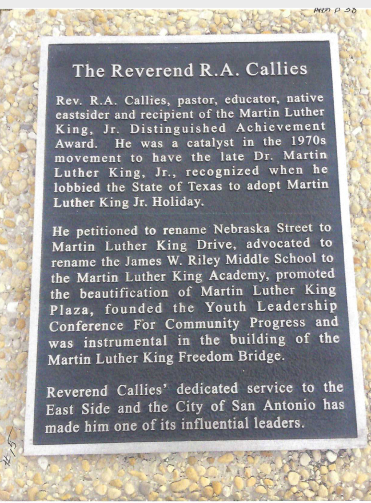 The Reverend R.A. Callies
Rev. R.A. Callies, pastor, educator, native
eastsider and recipient of the Martin Luther
King, Jr. Distinguished Achievement
Award. He was a catalyst in the 1970s
movement to have the late Dr. Martin
Luther King, Jr., recognized when he
lobbied the State of Texas to adopt Martin
Luther King Jr. Holiday.
He petitioned to rename Nebraska Street to
Martin Luther King Drive, advocated to
rename the James W. Riley Middle School to
the Martin Luther King Academy, promoted
the beautification of Martin Luther King
Plaza, founded the Youth Leadership
Conference For Community Progress and
was instrumental in the building of the
Martin Luther King Freedom Bridge.
Reverend Callies' dedicated service to the
East Side and the City of San Antonio has
made him one of its influential leaders.
#15